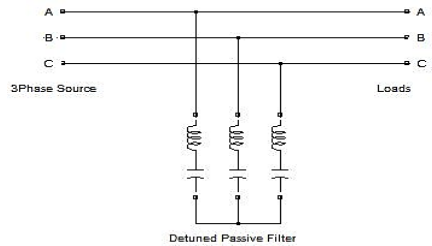 A A
B B
C C
3Phase Source Loads
Detuned Passive Filter